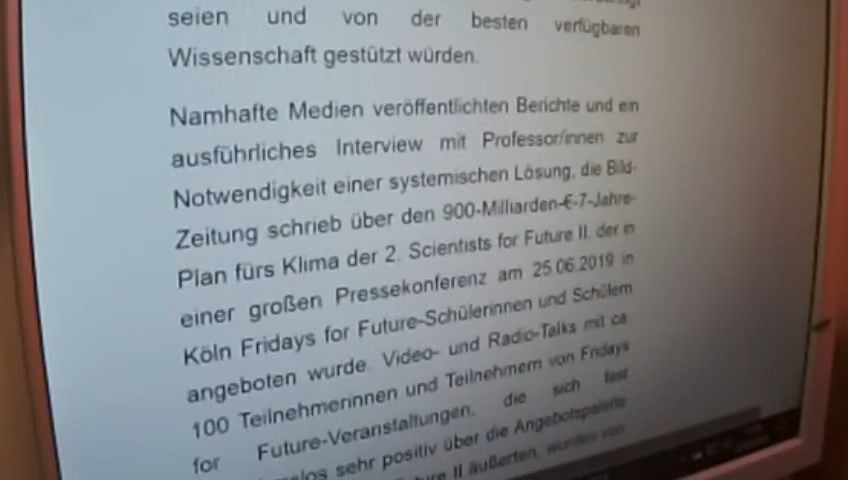 seien und von der besten verfügbaren
Wissenschaft gestützt würden.
Namhafte Medien veröffentlichten Berichte und ein
ausführliches Interview mit Professor/innen zur
Notwendigkeit einer systemischen Lösung, die Bild-
Zeitung schrieb über den 900-Milliarden-€-7-Jahre-
Plan fürs Klima der 2. Scientists for Future II, der in
einer großen Pressekonferenz am 25.06.2019 in
Köln Fridays for Future-Schülerinnen und Schülern
angeboten wurde. Video- und Radio-Talks mit ca.
100 Teilnehmerinnen und Teilnehmern von Fridays
for Future-Veranstaltungen, die sich fast
sehr positiv über die Angebotspalette
II äußerten, wurden von